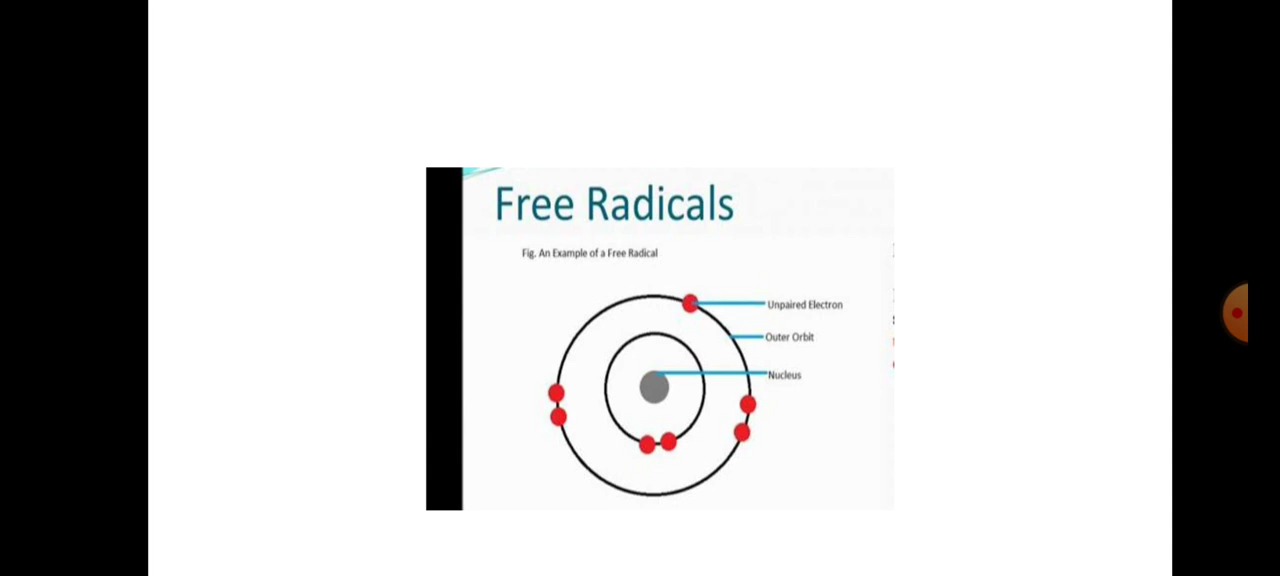 Free Radicals
Fig. An Example of a Free Radical
Unpaired Electron
Outer Orbit
Nucleus